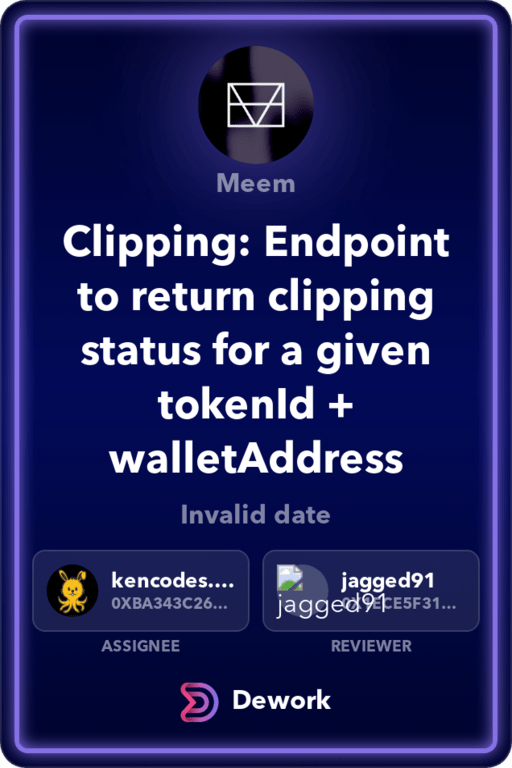 Meem
Clipping: Endpoint
to return clipping
status for a given
tokenId +
walletAddress
Invalid date
kencodes....
0XBA343C26...
ASSIGNEE
jagged91
jagged91
REVIEWER
Dework